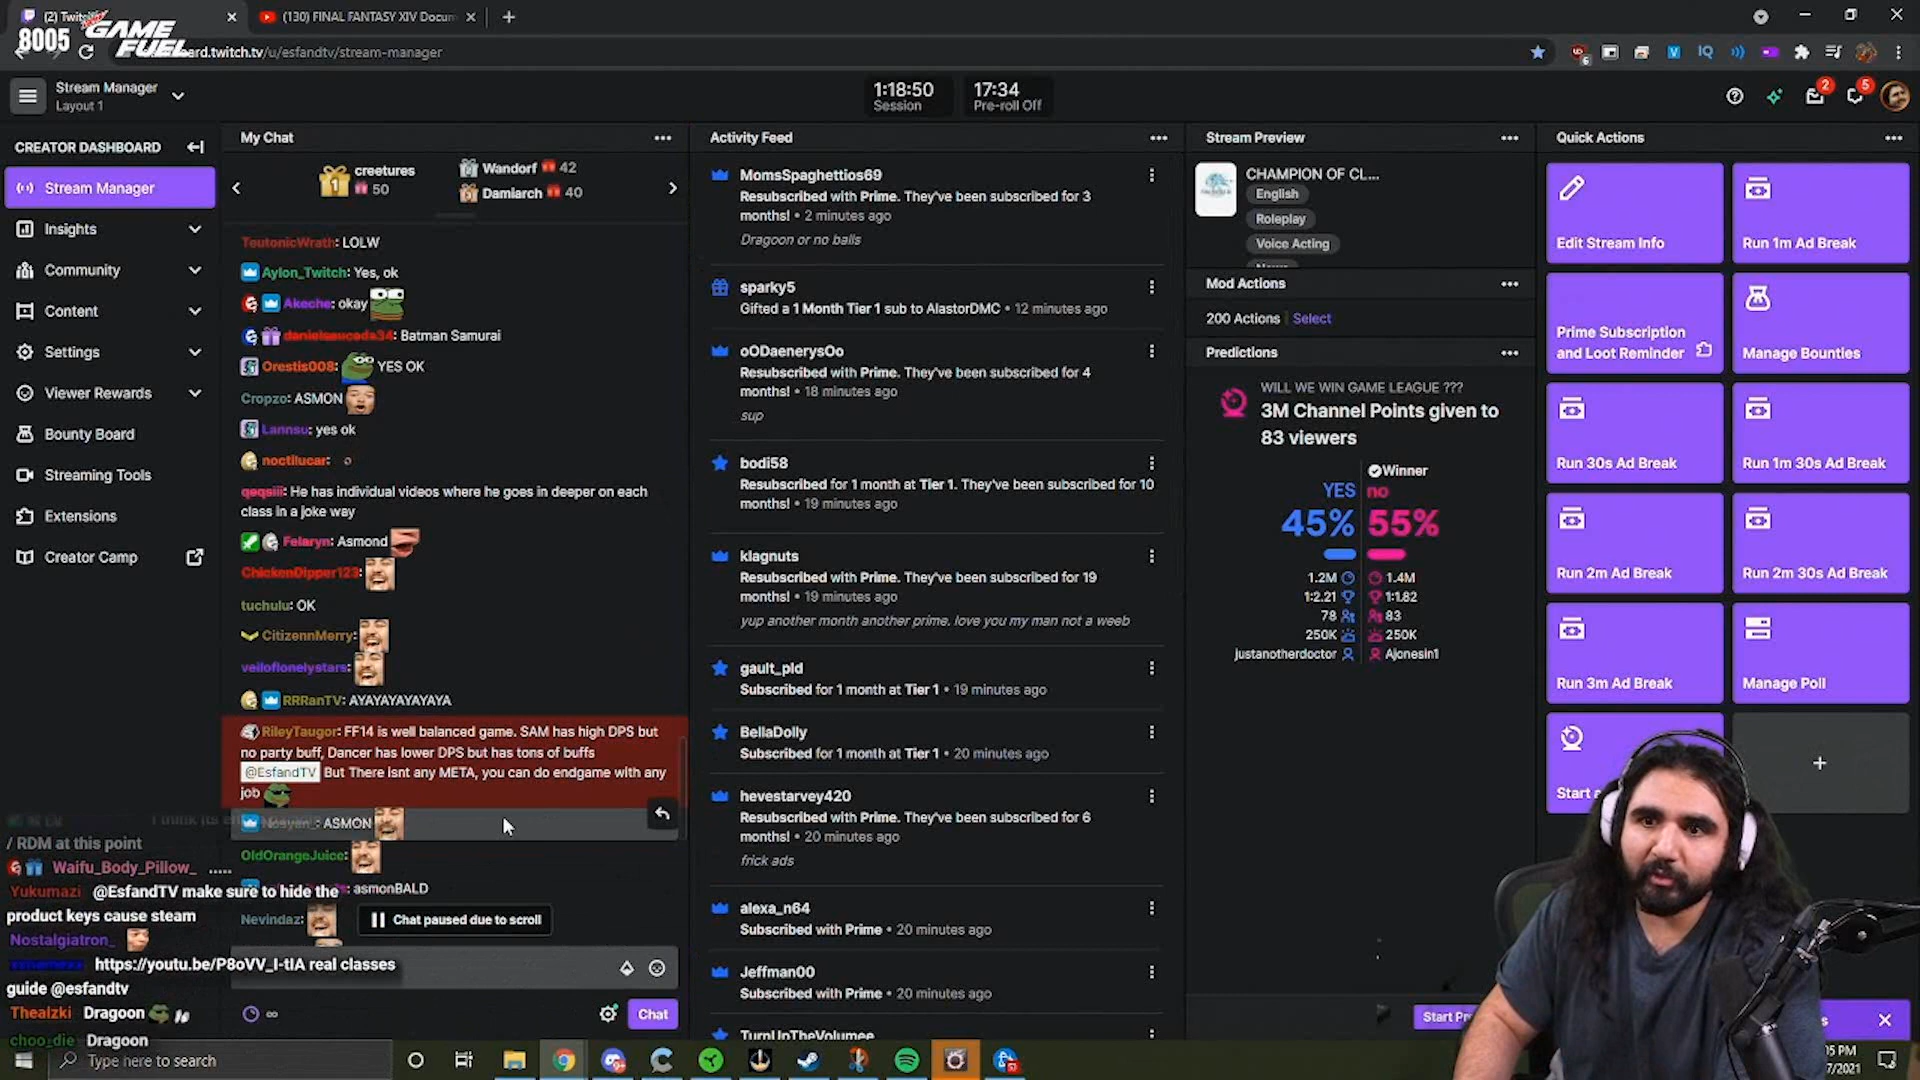 (2) Twitch
(130) FINAL FANTASY XIV Docum
GAME
FUEL
8005
ard.twitch.tv/u/esfandtv/stream-manager
Stream Manager
Layout 1
1:18:50
Session
17:34
Pre-roll Off
2
5
CREATOR DASHBOARD
Stream Manager
Insights
Community
Content
Settings
Viewer Rewards
Bounty Board
Streaming Tools
Extensions
Creator Camp
My Chat
creetures
50
Wandorf 42
Damiarch 40
TeutonicWrath: LOLW
Aylon_Twitch: Yes, ok
Akeche: okay
danielsauceda34: Batman Samurai
Orestis008: YES OK
Cropzo: ASMON
Lannsu: yes ok
noctilucar:
qeqsiii: He has individual videos where he goes in deeper on each
class in a joke way
Felaryn: Asmond
ChickenDipper123:
tuchulu: OK
CitizennMerry:
veiloflonelystars:
RRRanTV: AYAYAYAYAYAYA
RileyTaugor: FF14 is well balanced game. SAM has high DPS but
no party buff, Dancer has lower DPS but has tons of buffs
@EsfandTV But There isnt any META, you can do endgame with any
job
Nosyan_: ASMON
OldOrangeJuice:
asmonBALD
Nevindaz:
Chat paused due to scroll
Chat
/ RDM at this point
Waifu_Body_Pillow_ .....
Yukumazi @EsfandTV make sure to hide the
product keys cause steam
Nostalgiatron_
https://youtu.be/P8oVV_I-tIA real classes
guide @esfandtv
Thealzki Dragoon
choo_die Dragoon
Activity Feed
MomsSpaghettios69
Resubscribed with Prime. They've been subscribed for 3
months! • 2 minutes ago
Dragoon or no balls
sparky5
Gifted a 1 Month Tier 1 sub to AlastorDMC • 12 minutes ago
oODaenerysOo
Resubscribed with Prime. They've been subscribed for 4
months! • 18 minutes ago
sup
bodi58
Resubscribed for 1 month at Tier 1. They've been subscribed for 10
months! • 19 minutes ago
klagnuts
Resubscribed with Prime. They've been subscribed for 19
months! • 19 minutes ago
yup another month another prime. love you my man not a weeb
gault_pld
Subscribed for 1 month at Tier 1 • 19 minutes ago
BellaDolly
Subscribed for 1 month at Tier 1 • 20 minutes ago
hevestarvey420
Resubscribed with Prime. They've been subscribed for 6
months! • 20 minutes ago
frick ads
alexa_n64
Subscribed with Prime • 20 minutes ago
Jeffman00
Subscribed with Prime • 20 minutes ago
TurnUpTheVolumee
Stream Preview
CHAMPION OF CL...
English
Roleplay
Voice Acting
Mod Actions
200 Actions Select
Predictions
WILL WE WIN GAME LEAGUE ???
3M Channel Points given to
83 viewers
Winner
YES no
45% 55%
1.2M 1.4M
1:2.21 1:1.82
78 83
250K 250K
justanotherdoctor Ajonesin1
Start Pr
Quick Actions
Edit Stream Info
Run 1m Ad Break
Prime Subscription
and Loot Reminder
Manage Bounties
Run 30s Ad Break
Run 1m 30s Ad Break
Run 2m Ad Break
Run 2m 30s Ad Break
Run 3m Ad Break
Manage Poll
Start a
Type here to search
05 PM
7/2021